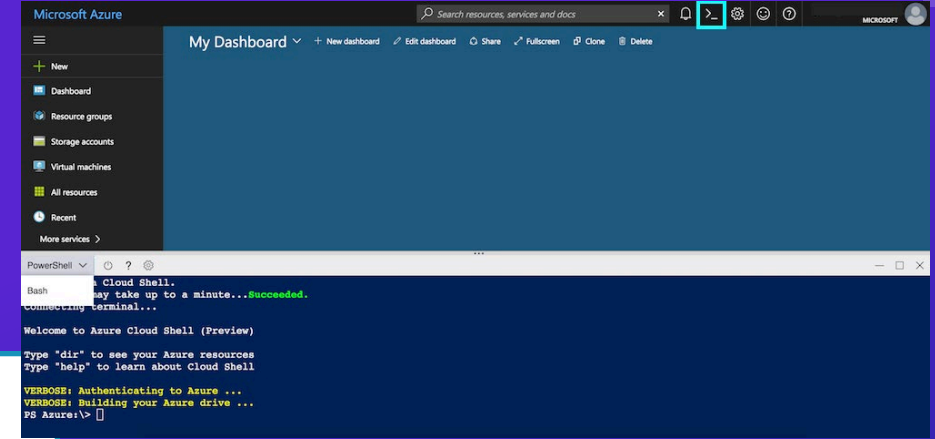 Microsoft Azure
Search resources, services and docs
MICROSOFT
My Dashboard
New dashboard
Edit dashboard
Share
Fullscreen
Clone
Delete
New
Dashboard
Resource groups
Storage accounts
Virtual machines
All resources
Recent
More services
PowerShell
Bash
a Cloud Shell.
may take up to a minute...Succeeded.
Connecting terminal...
Welcome to Azure Cloud Shell (Preview)
Type "dir" to see your Azure resources
Type "help" to learn about Cloud Shell
VERBOSE: Authenticating to Azure ...
VERBOSE: Building your Azure drive ...
PS Azure:\>